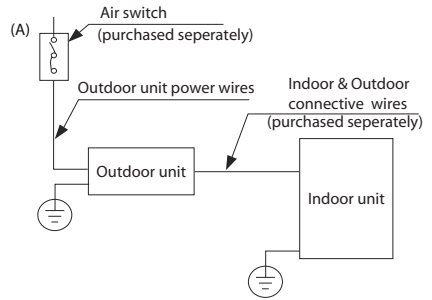 Air switch
(A)
(purchased seperately)
Outdoor unit power wires
Indoor & Outdoor
connective wires
(purchased seperately)
Outdoor unit
Indoor unit